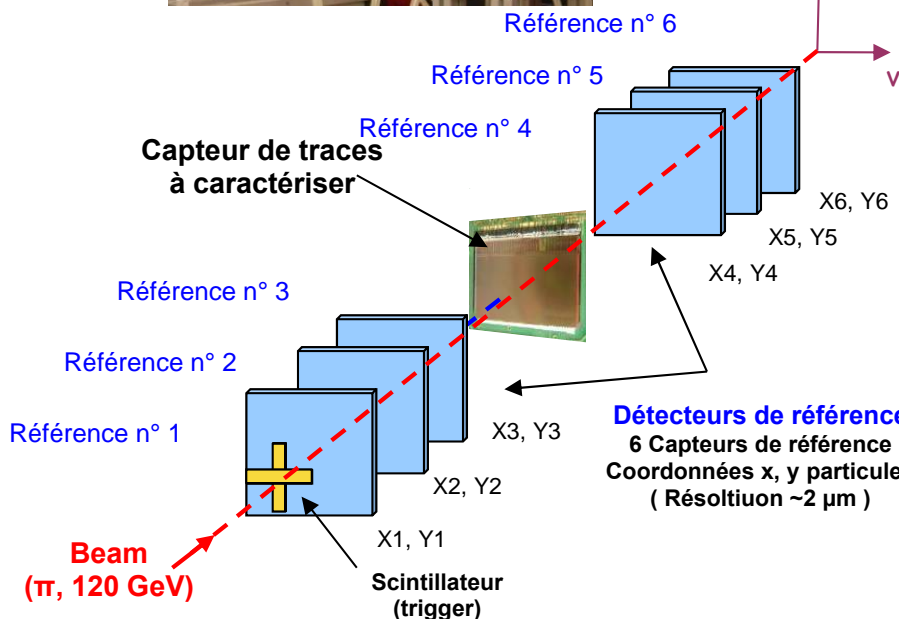 Référence n° 6
Référence n° 5
Référence n° 4
Capteur de traces
à caractériser
X6, Y6
X5, Y5
X4, Y4
Référence n° 3
Référence n° 2
Référence n° 1
X3, Y3
X2, Y2
X1, Y1
Détecteurs de référence
6 Capteurs de référence
Coordonnées x, y particule
( Résoltiuon ~2 µm )
Beam
(π, 120 GeV)
Scintillateur
(trigger)